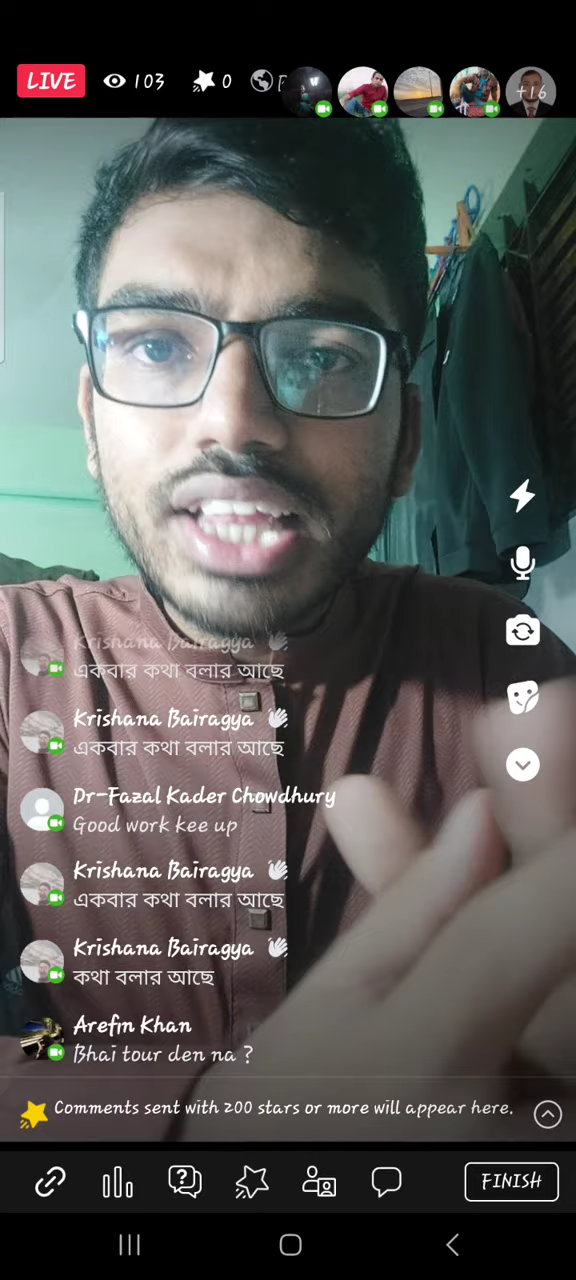 LIVE 103 0
+16
Krishana Bairagya
একবার কথা বলার আছে
Krishana Bairagya
একবার কথা বলার আছে
Dr-Fazal Kader Chowdhury
Good work kee up
Krishana Bairagya
একবার কথা বলার আছে
Krishana Bairagya
কথা বলার আছে
Arefin Khan
Bhai tour den na ?
Comments sent with 200 stars or more will appear here.
FINISH